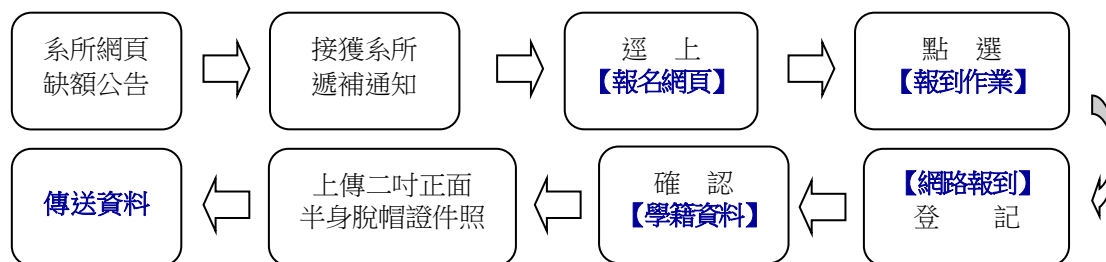 系所網頁
缺額公告
接獲系所
遞補通知
逕 上
【報名網頁】
點 選
【報到作業】
【網路報到】
登 記
確 認
【學籍資料】
上傳二吋正面
半身脫帽證件照
傳送資料